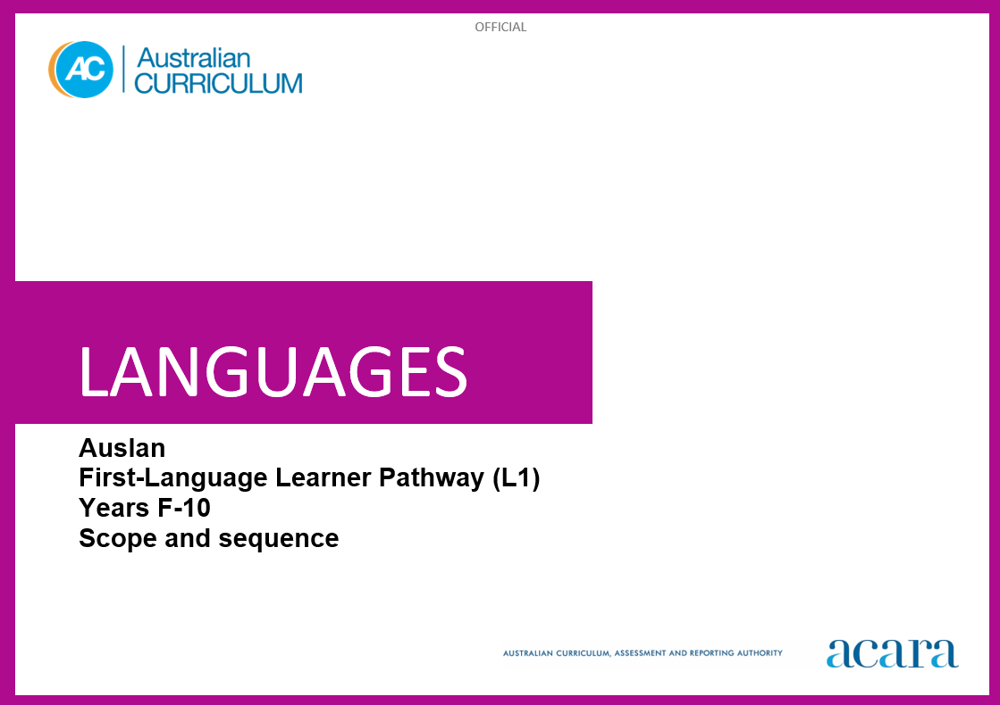 OFFICIAL
AC
Australian
CURRICULUM
LANGUAGES
Auslan
First-Language Learner Pathway (L1)
Years F-10
Scope and sequence
AUSTRALIAN CURRICULUM, ASSESSMENT AND REPORTING AUTHORITY
acara